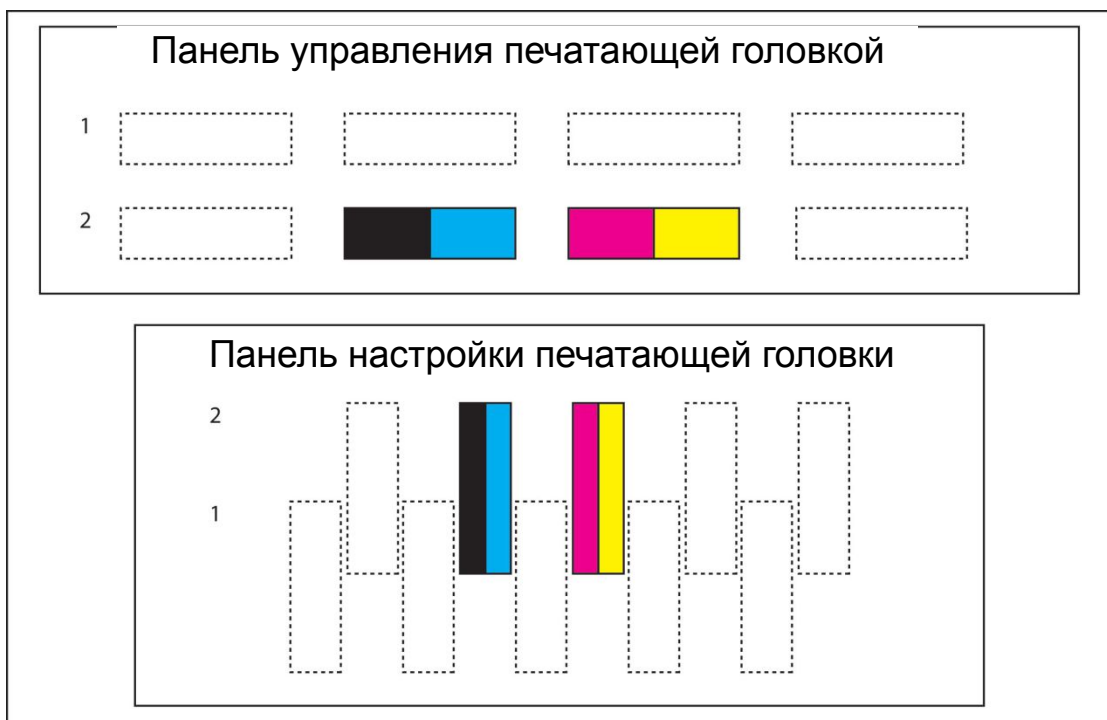 Панель управления печатающей головкой
1
2
Панель настройки печатающей головки
2
1